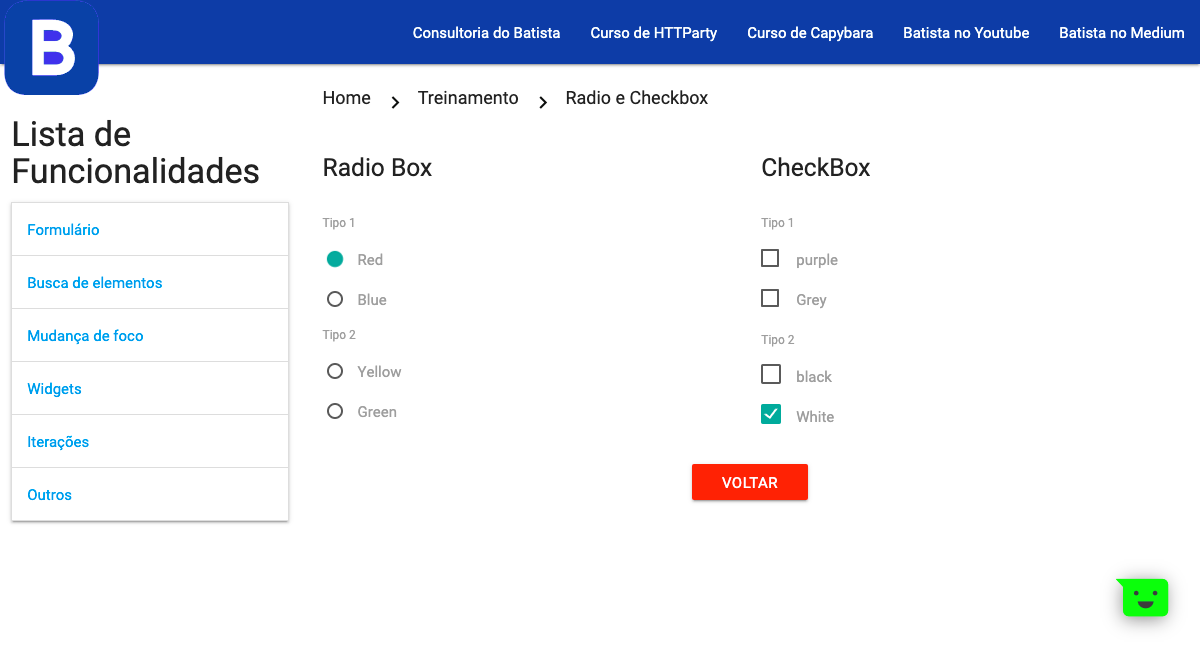 B
Consultoria do Batista
Curso de HTTParty
Curso de Capybara
Batista no Youtube
Batista no Medium
Home
Treinamento
Radio e Checkbox
Lista de
Funcionalidades
Formulário
Busca de elementos
Mudança de foco
Widgets
Iterações
Outros
Radio Box
Tipo 1
Red
Blue
Tipo 2
Yellow
Green
CheckBox
Tipo 1
purple
Grey
Tipo 2
black
White
VOLTAR